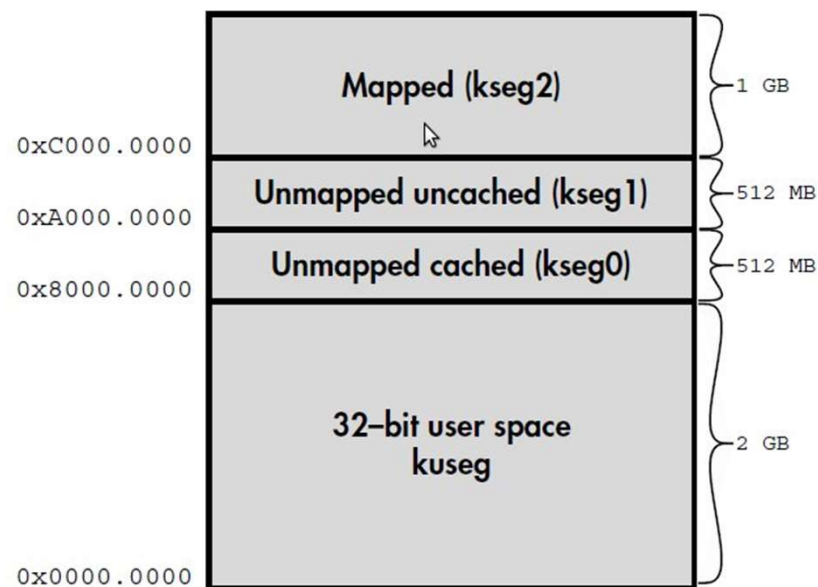 Mapped (kseg2)
1 GB
0xC000.0000
Unmapped uncached (kseg1)
512 MB
0xA000.0000
Unmapped cached (kseg0)
512 MB
0x8000.0000
32–bit user space
kuseg
2 GB
0x0000.0000